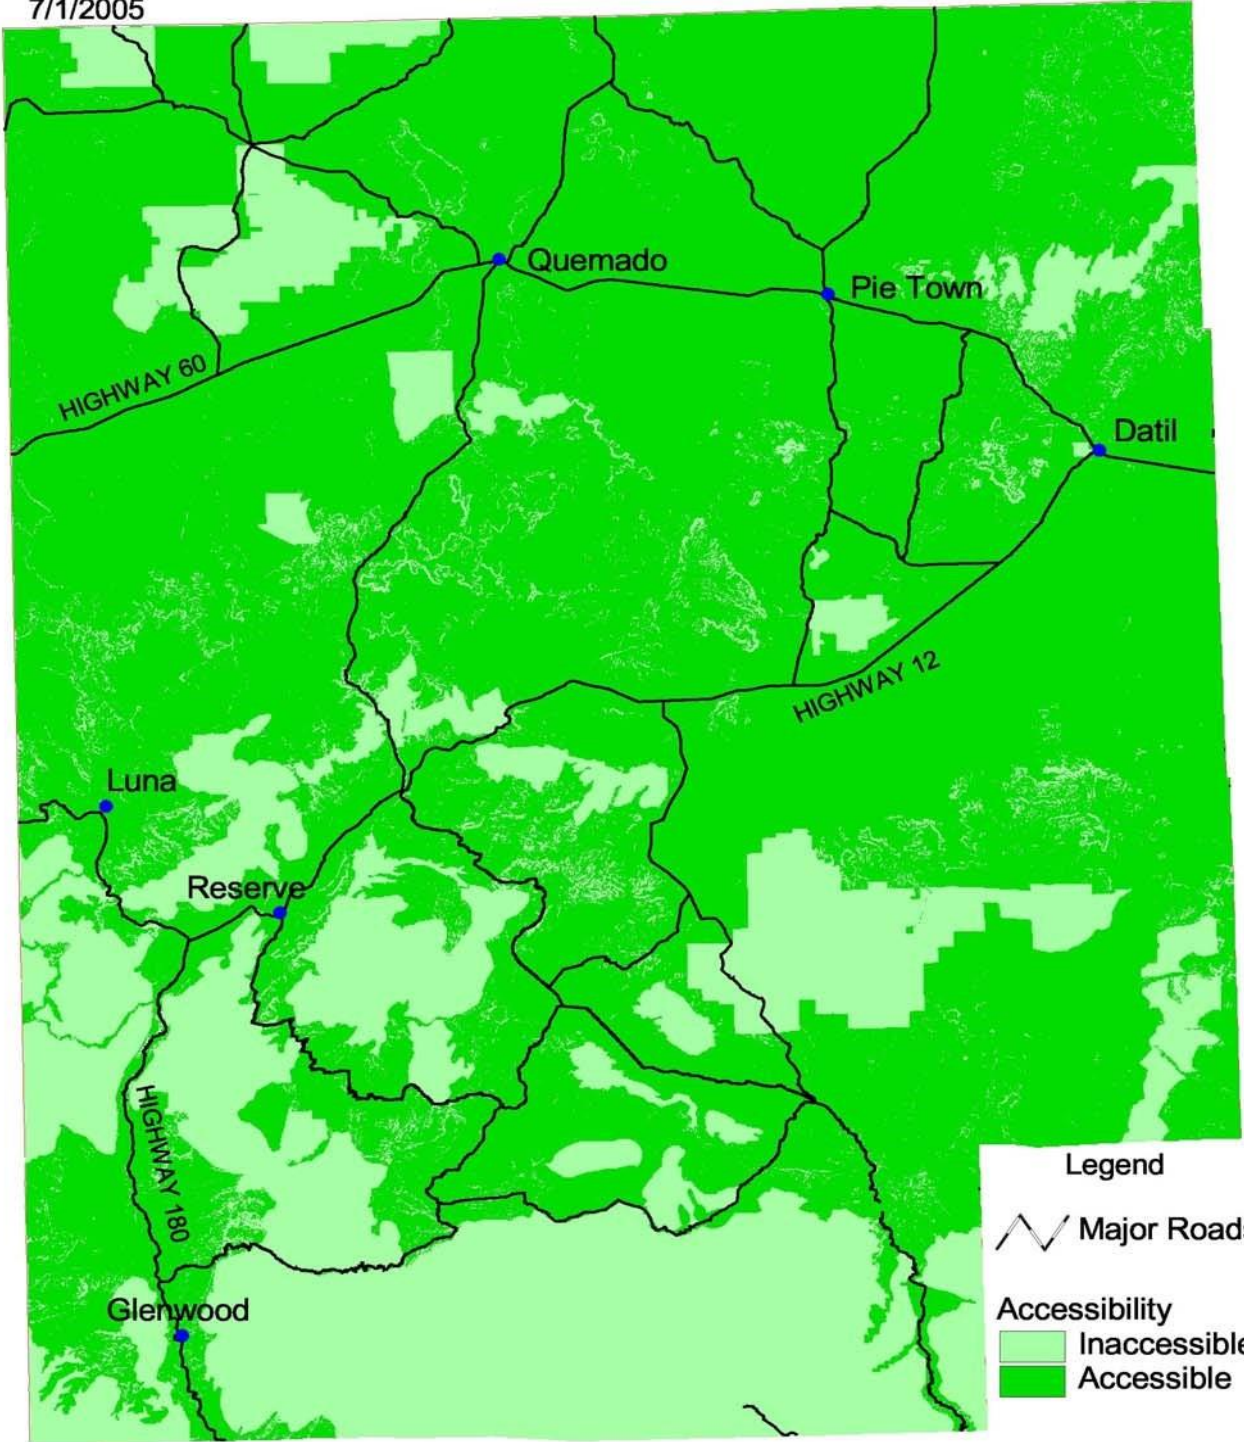 7/1/2005
Quemado
Pie Town
HIGHWAY 60
Datil
HIGHWAY 12
Luna
Reserve
HIGHWAY 180
Glenwood
Legend
Major Roads
Accessibility
Inaccessible
Accessible